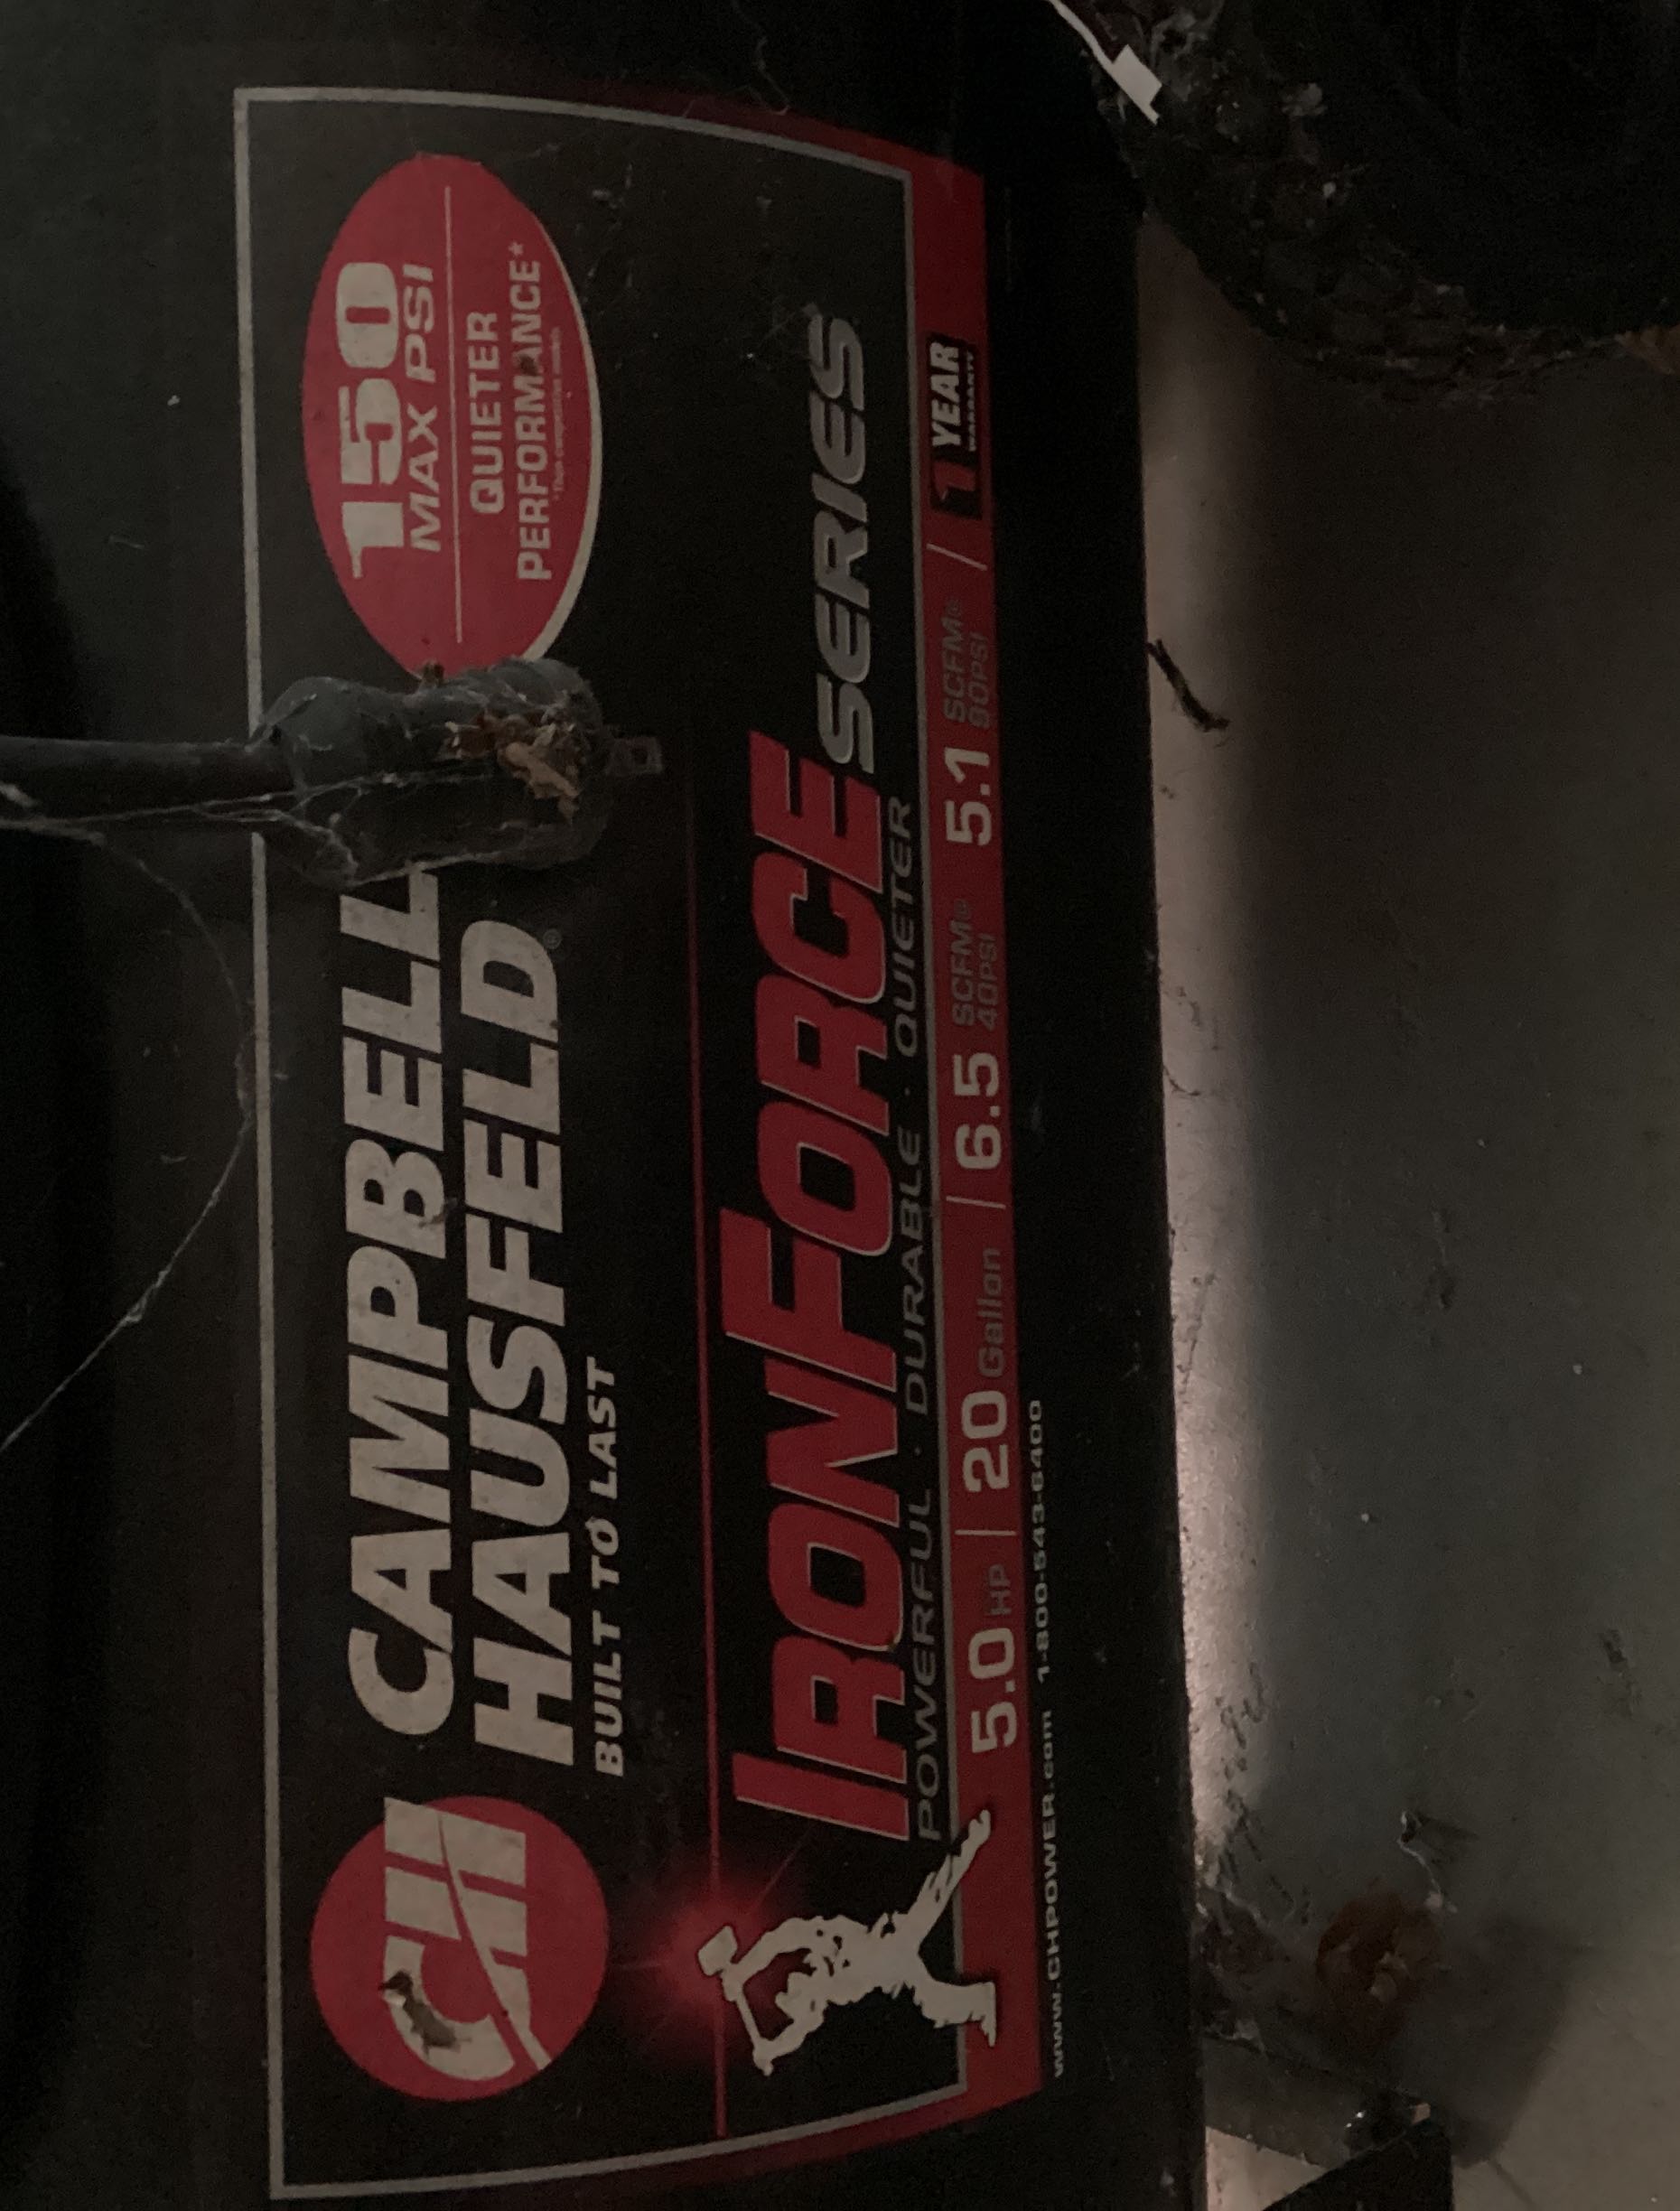 CH
CAMPBELL
HAUSFELD®
BUILT TO LAST
150
MAX PSI
QUIETER
PERFORMANCE*
IRONFORCE SERIES
POWERFUL · DURABLE · QUIETER
5.0 HP | 20 Gallon | 6.5 SCFM@ 40PSI 5.1 SCFM@ 90PSI / 1 YEAR WARRANTY
www.CHPOWER.com 1-800-543-6400